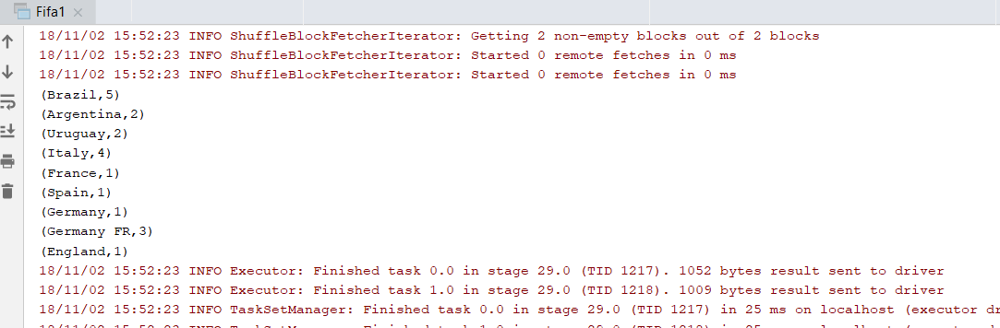 Fifa1
18/11/02 15:52:23 INFO ShuffleBlockFetcherIterator: Getting 2 non-empty blocks out of 2 blocks
18/11/02 15:52:23 INFO ShuffleBlockFetcherIterator: Started 0 remote fetches in 0 ms
18/11/02 15:52:23 INFO ShuffleBlockFetcherIterator: Started 0 remote fetches in 0 ms
(Brazil,5)
(Argentina,2)
(Uruguay,2)
(Italy,4)
(France,1)
(Spain,1)
(Germany,1)
(Germany FR,3)
(England,1)
18/11/02 15:52:23 INFO Executor: Finished task 0.0 in stage 29.0 (TID 1217). 1052 bytes result sent to driver
18/11/02 15:52:23 INFO Executor: Finished task 1.0 in stage 29.0 (TID 1218). 1009 bytes result sent to driver
18/11/02 15:52:23 INFO TaskSetManager: Finished task 0.0 in stage 29.0 (TID 1217) in 25 ms on localhost (executor